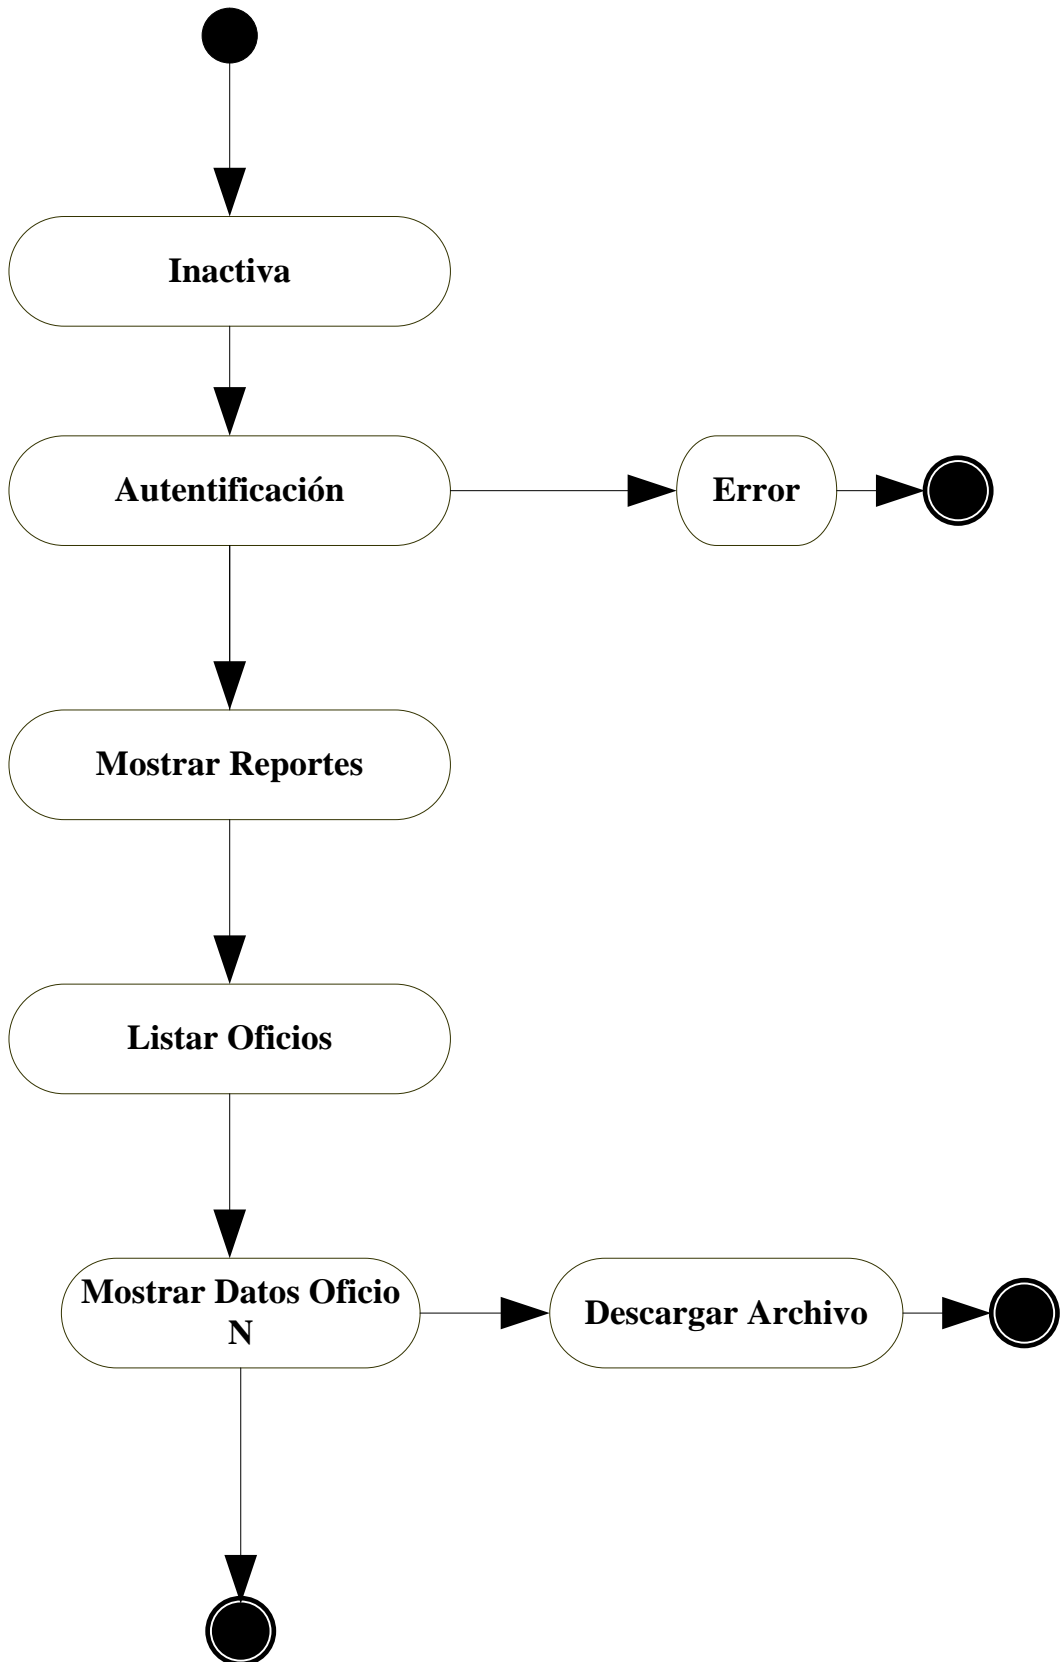 Inactiva
Autentificación
Error
Mostrar Reportes
Listar Oficios
Mostrar Datos Oficio
N
Descargar Archivo